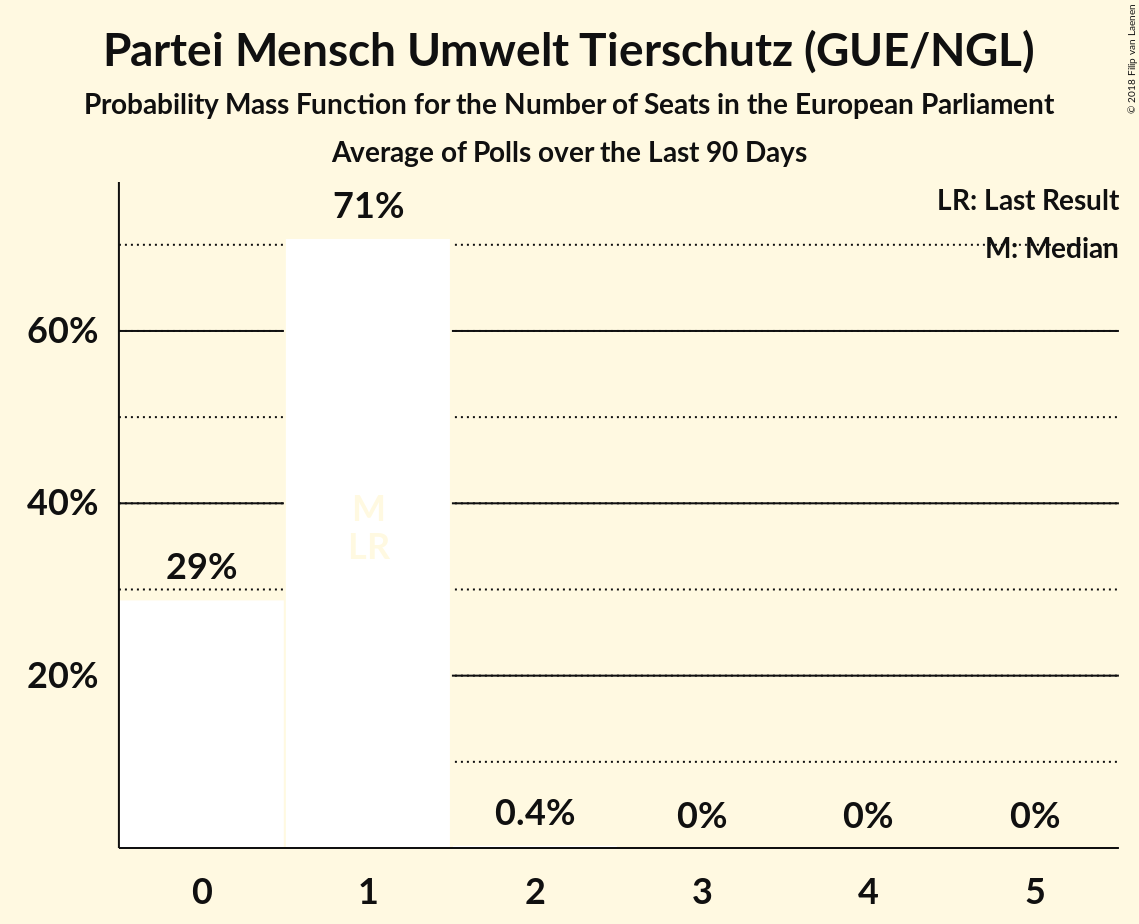 Partei Mensch Umwelt Tierschutz (GUE/NGL)
Probability Mass Function for the Number of Seats in the European Parliament
Average of Polls over the Last 90 Days
© 2018 Filip van Laenen
LR: Last Result
M: Median
71%
60%
40%
M
LR
29%
20%
0.4%
0%
0%
0%
0
1
2
3
4
5